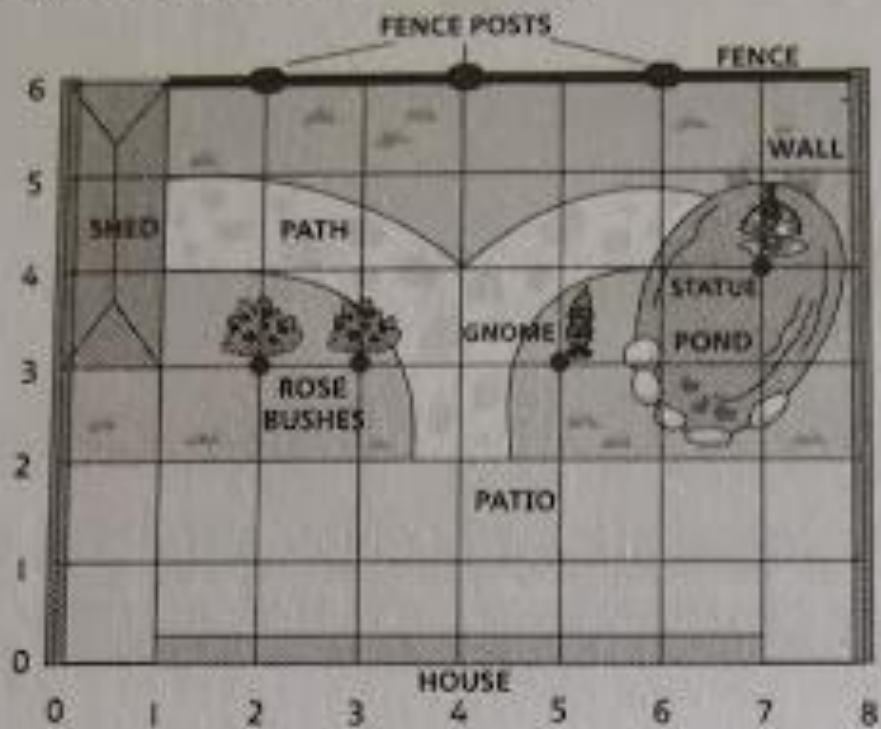 FENCE POSTS
FENCE
6
WALL
5
SHED
PATH
4
STATUE
GNOME
POND
3
ROSE
BUSHES
2
PATIO
1
0
HOUSE
0 1 2 3 4 5 6 7 8